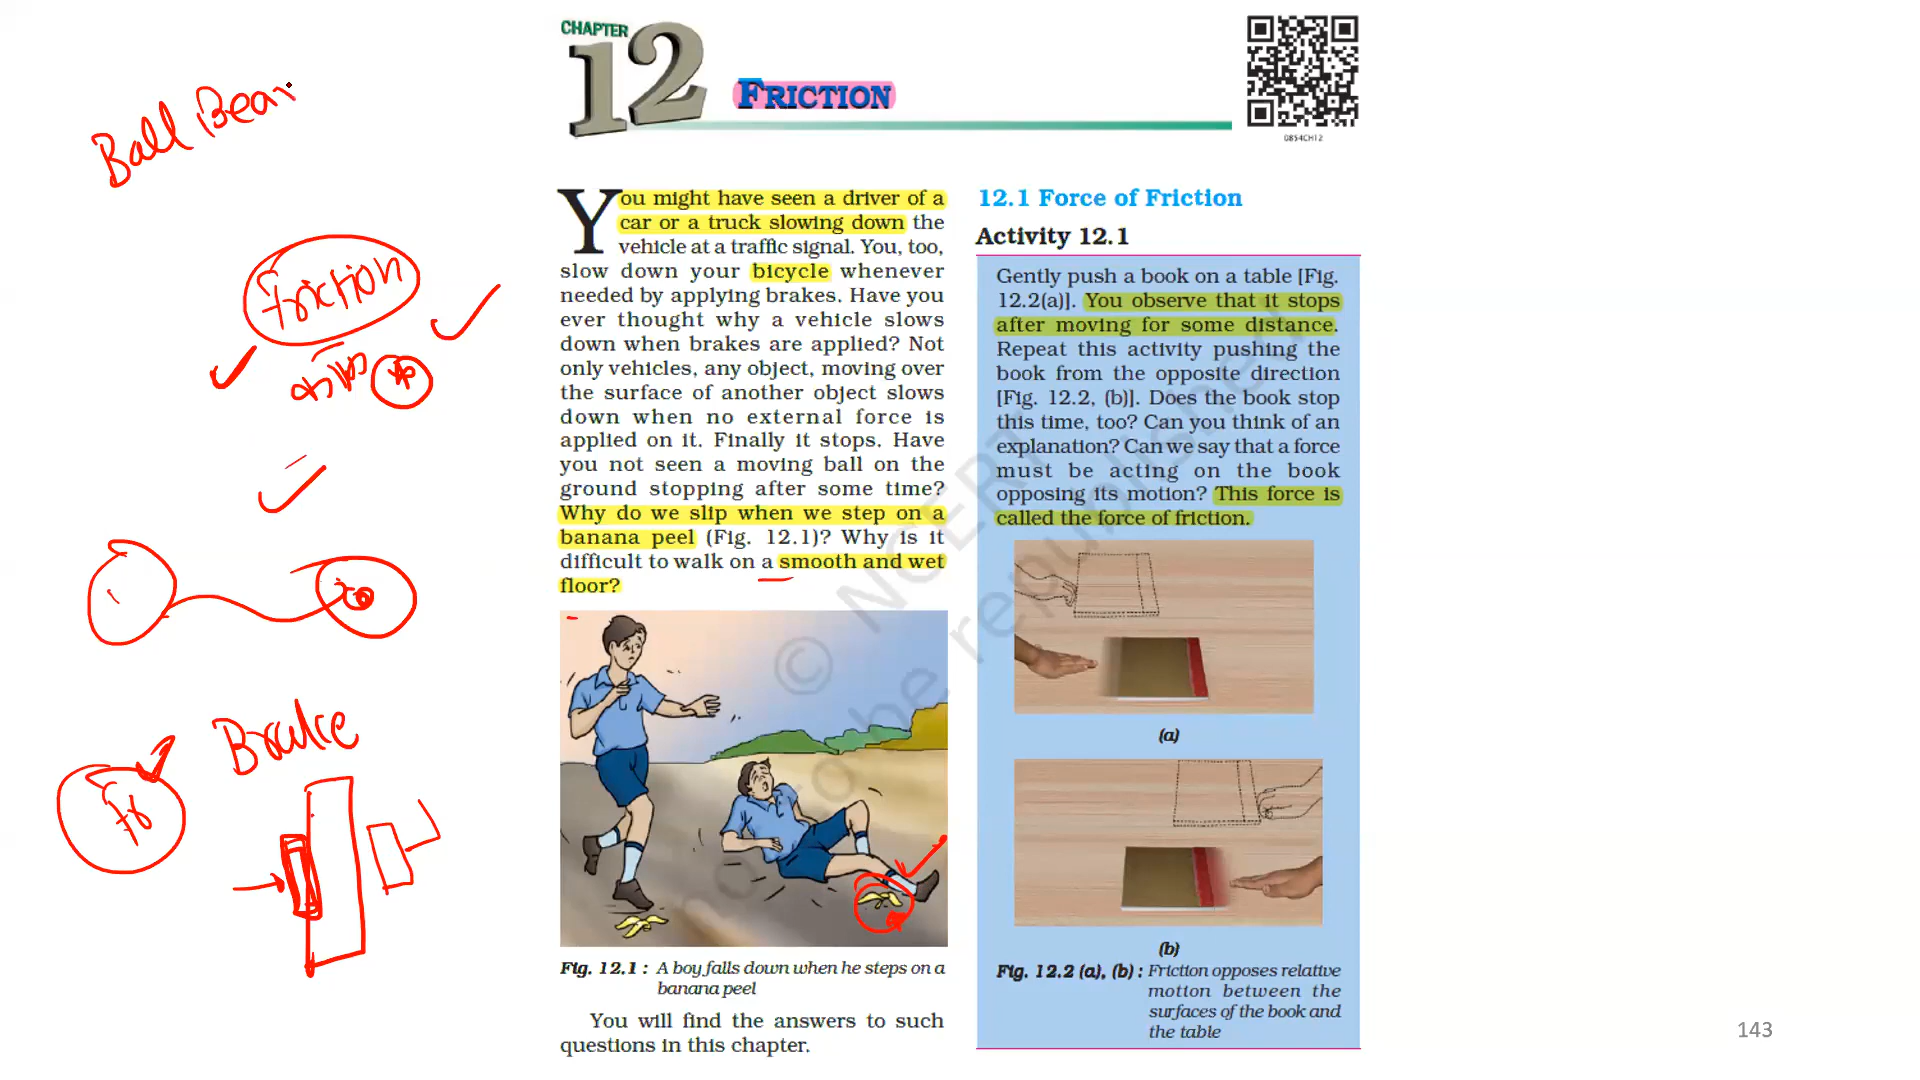 Ball Bear
Friction
Brake
Fr
CHAPTER
12
FRICTION
0854CH12
You might have seen a driver of a
car or a truck slowing down the
vehicle at a traffic signal. You, too,
slow down your bicycle whenever
needed by applying brakes. Have you
ever thought why a vehicle slows
down when brakes are applied? Not
only vehicles, any object, moving over
the surface of another object slows
down when no external force is
applied on it. Finally it stops. Have
you not seen a moving ball on the
ground stopping after some time?
Why do we slip when we step on a
banana peel (Fig. 12.1)? Why is it
difficult to walk on a smooth and wet
floor?
Fig. 12.1 : A boy falls down when he steps on a
banana peel
You will find the answers to such
questions in this chapter.
12.1 Force of Friction
Activity 12.1
Gently push a book on a table [Fig.
12.2(a)]. You observe that it stops
after moving for some distance.
Repeat this activity pushing the
book from the opposite direction
[Fig. 12.2, (b)]. Does the book stop
this time, too? Can you think of an
explanation? Can we say that a force
must be acting on the book
opposing its motion? This force is
called the force of friction.
(a)
(b)
Fig. 12.2 (a), (b) : Friction opposes relative
motion between the
surfaces of the book and
the table
© NCERT
not to be republished
143